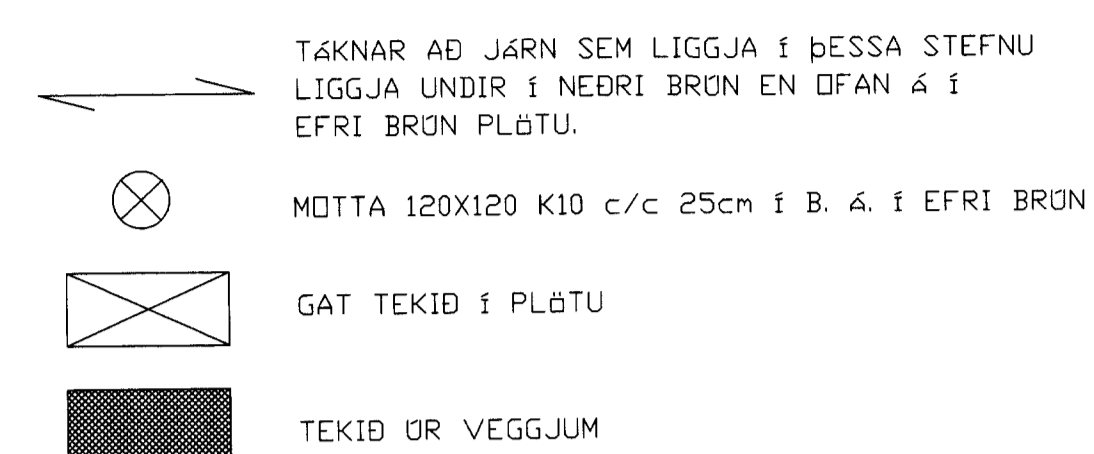 TÁKNAR AÐ JÁRN SEM LIGGJA Í ÞESSA STEFNU
LIGGJA UNDIR Í NEÐRI BRÚN EN OFAN Á Í
EFRI BRÚN PLÖTU.
MOTTA 120X120 K10 c/c 25cm Í B. Á. Í EFRI BRÚN
GAT TEKIÐ Í PLÖTU
TEKIÐ ÚR VEGGJUM